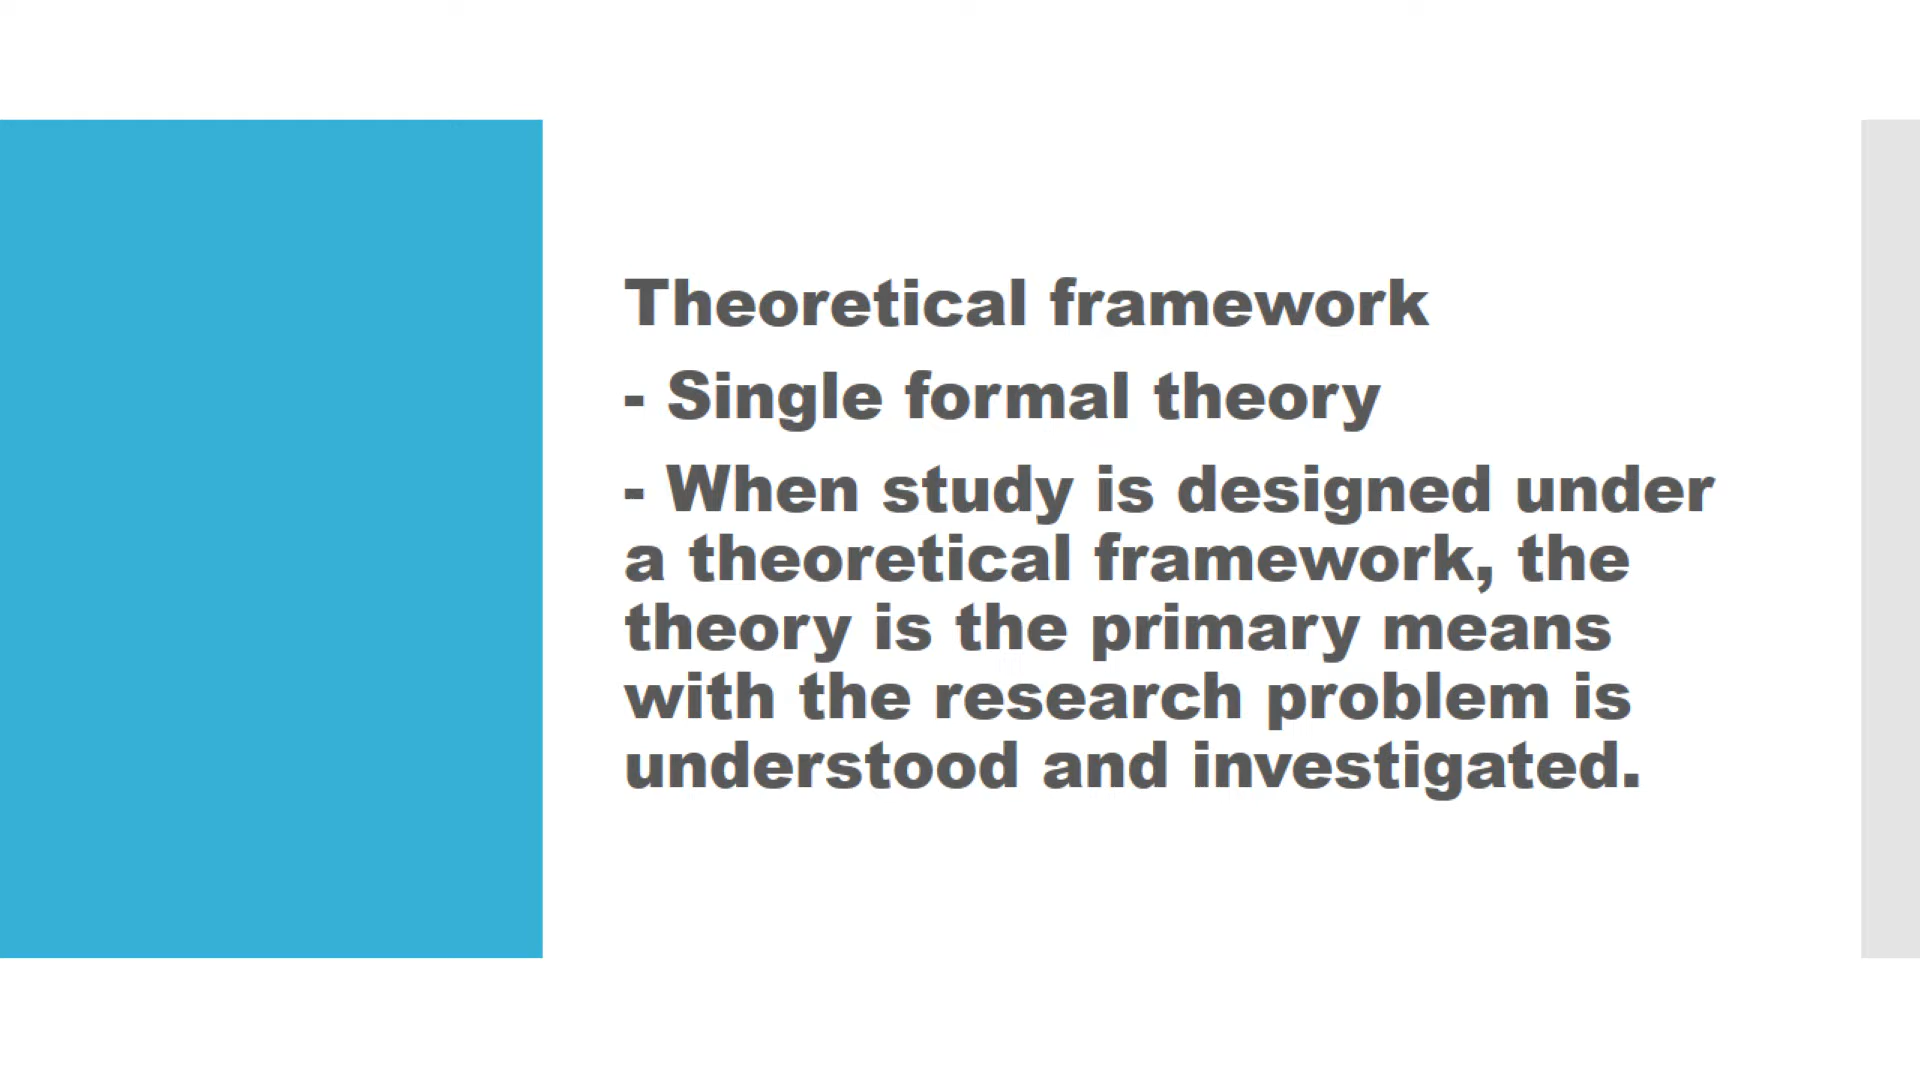 Theoretical framework
- Single formal theory
- When study is designed under
a theoretical framework, the
theory is the primary means
with the research problem is
understood and investigated.